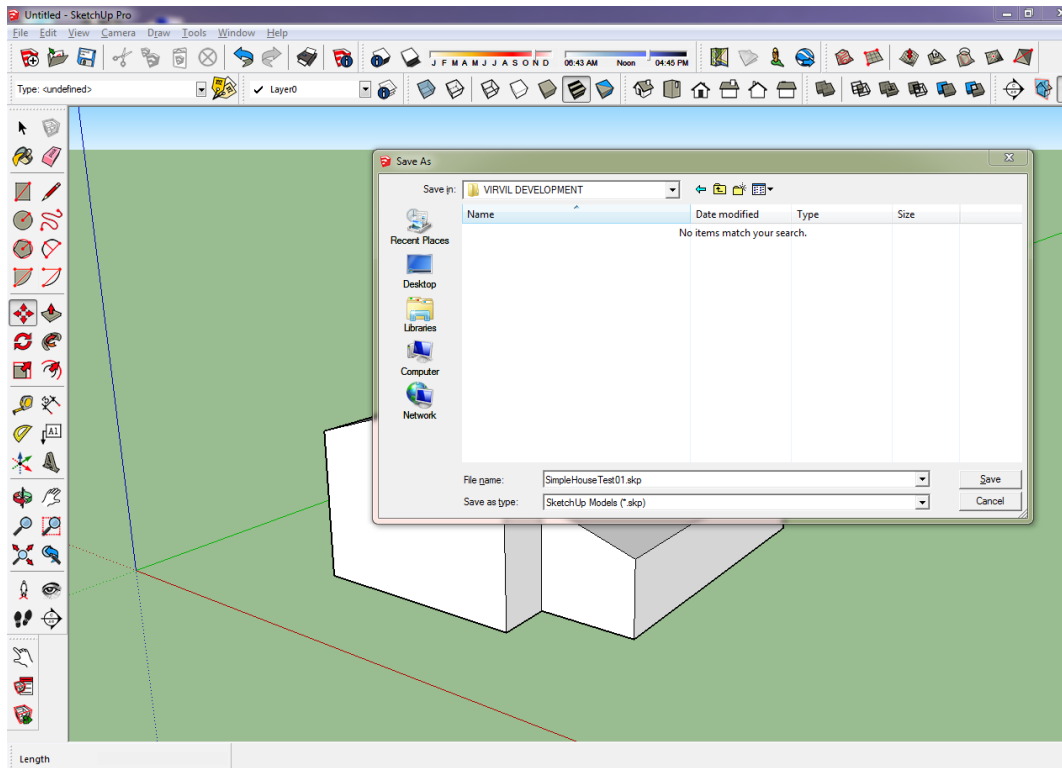 Untitled - SketchUp Pro
File Edit View Camera Draw Tools Window Help
J F M A M J J A S O N D 06:43 AM Noon 04:45 PM
Type: <undefined> Layer0
Save As
Save in: VIRVIL DEVELOPMENT
Name Date modified Type Size
No items match your search.
Recent Places
Desktop
Libraries
Computer
Network
A1
File name: SimpleHouseTest01.skp Save
Save as type: SketchUp Models (*.skp) Cancel
Length